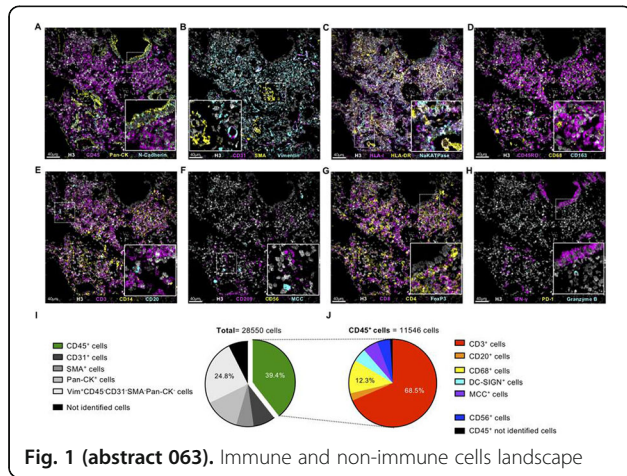 A
B
C
D
40µm
H3 CD45 Pan-CK N-Cadherin
40µm
H3 CD31 SMA Vimentin
40µm
H3 HLA-I HLA-DR NaKATPase
40µm
H3 CD45RO CD68 CD163
E
F
G
H
40µm
H3 CD3 CD14 CD20
40µm
H3 CD56 MCC
40µm
H3 CD8 CD4 FoxP3
40µm
H3 IFN-γ PD-1 Granzyme B
I
Total= 28550 cells
J
CD45⁺ cells = 11546 cells
CD45⁺ cells
CD31⁺ cells
SMA⁺ cells
Pan-CK⁺ cells
Vim⁺CD45⁻CD31⁻SMA⁻Pan-CK⁻ cells
Not identified cells
39.4%
24.8%
12.3%
68.5%
CD3⁺ cells
CD20⁺ cells
CD68⁺ cells
DC-SIGN⁺ cells
MCC⁺ cells
CD56⁺ cells
CD45⁺ not identified cells
Fig. 1 (abstract 063). Immune and non-immune cells landscape